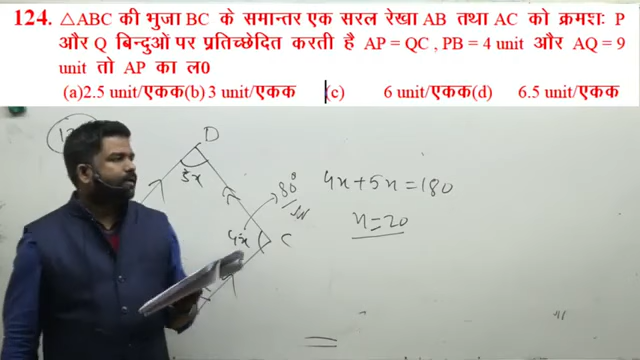 124. △ABC की भुजा BC के समान्तर एक सरल रेखा AB तथा AC को क्रमशः P
और Q बिन्दुओं पर प्रतिच्छेदित करती है AP = QC , PB = 4 unit और AQ = 9
unit तो AP का ल0
(a)2.5 unit/एकक(b) 3 unit/एकक (c) 6 unit/एकक(d) 6.5 unit/एकक
D
5x
80°
4x + 5x = 180
x = 20
4x
C